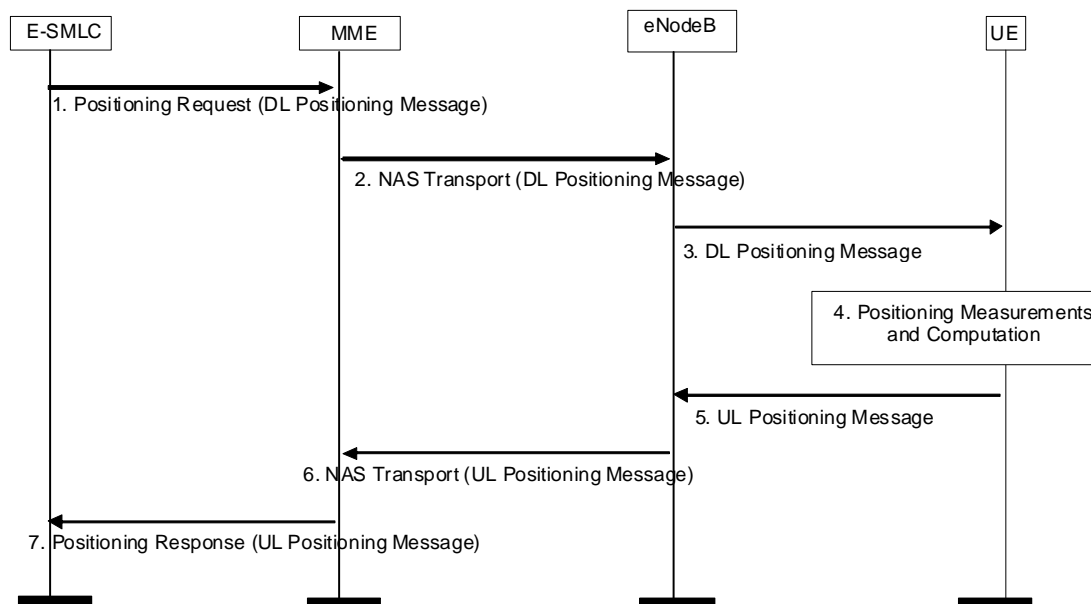 E-SMLC
MME
eNodeB
UE
1. Positioning Request (DL Positioning Message)
2. NAS Transport (DL Positioning Message)
3. DL Positioning Message
4. Positioning Measurements
and Computation
5. UL Positioning Message
6. NAS Transport (UL Positioning Message)
7. Positioning Response (UL Positioning Message)